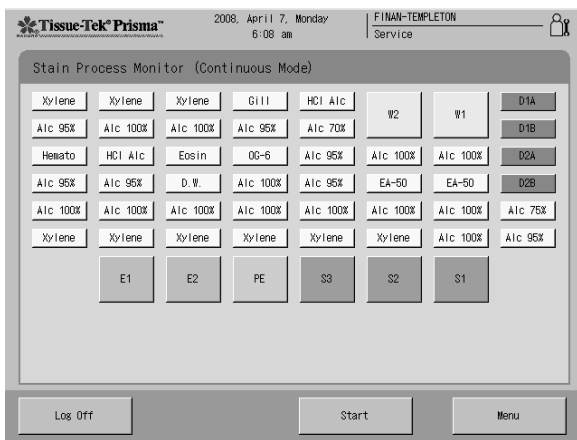 Tissue-Tek® Prisma™ 2008, April 7, Monday FINAN-TEMPLETON
6:08 am Service
Stain Process Monitor (Continuous Mode)
Xylene Xylene Xylene Gill HCl Alc W2 W1 D1A
Alc 95% Alc 100% Alc 100% Alc 95% Alc 70% D1B
Hemato HCl Alc Eosin OG-6 Alc 95% Alc 100% Alc 100% D2A
Alc 95% Alc 95% D.W. Alc 100% Alc 95% EA-50 EA-50 D2B
Alc 100% Alc 100% Alc 100% Alc 100% Alc 100% Alc 100% Alc 100% Alc 75%
Xylene Xylene Xylene Xylene Xylene Xylene Alc 100% Alc 95%
E1 E2 PE S3 S2 S1
Log Off Start Menu